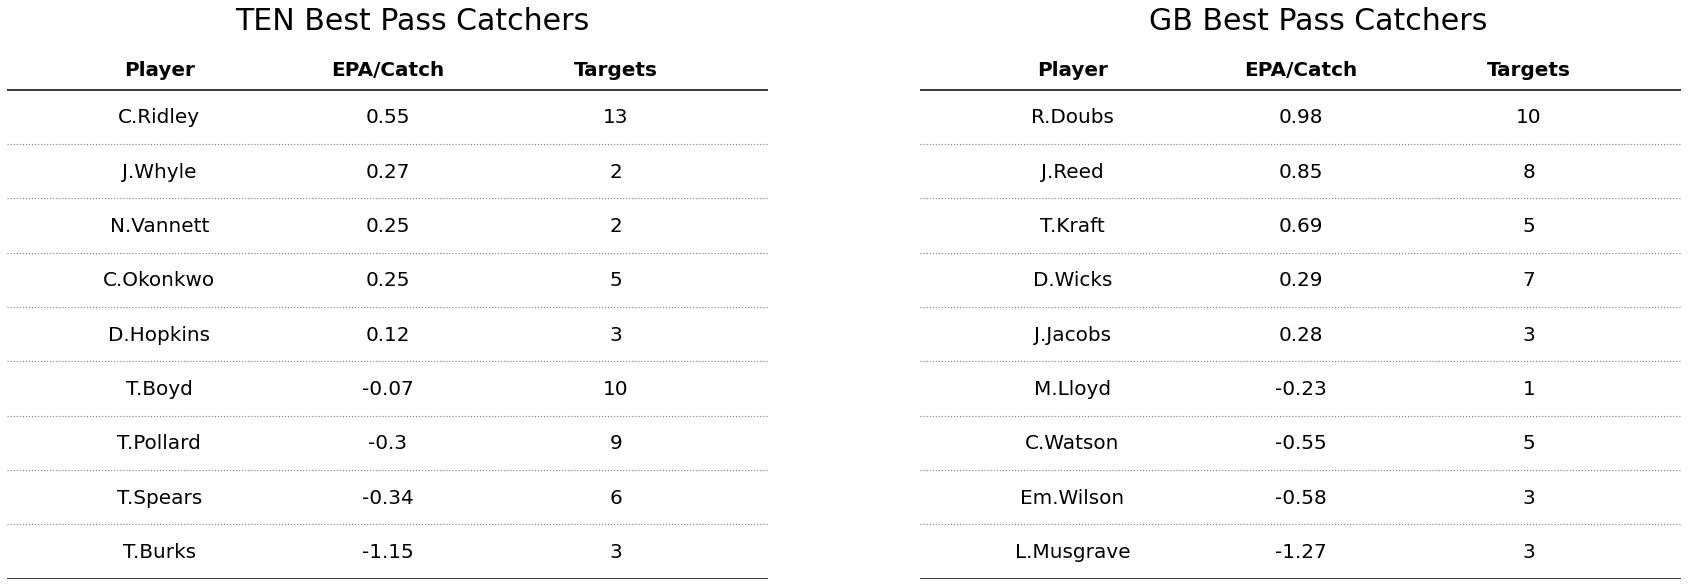 TEN Best Pass Catchers
Player EPA/Catch Targets
C.Ridley 0.55 13
J.Whyle 0.27 2
N.Vannett 0.25 2
C.Okonkwo 0.25 5
D.Hopkins 0.12 3
T.Boyd -0.07 10
T.Pollard -0.3 9
T.Spears -0.34 6
T.Burks -1.15 3
GB Best Pass Catchers
Player EPA/Catch Targets
R.Doubs 0.98 10
J.Reed 0.85 8
T.Kraft 0.69 5
D.Wicks 0.29 7
J.Jacobs 0.28 3
M.Lloyd -0.23 1
C.Watson -0.55 5
Em.Wilson -0.58 3
L.Musgrave -1.27 3